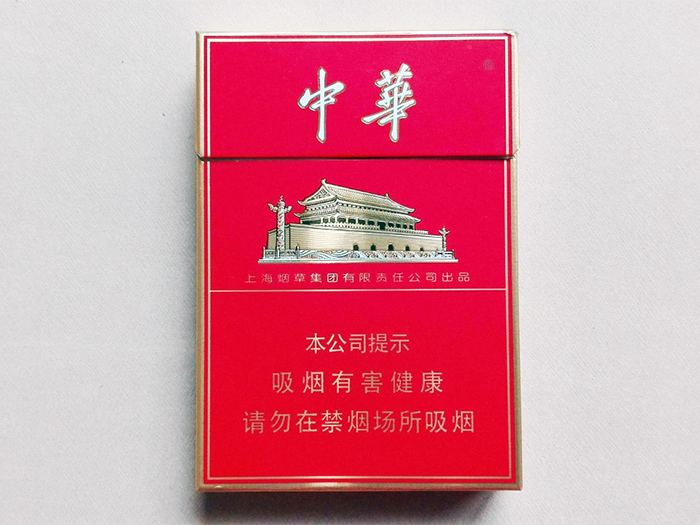 中華
上海烟草集团有限责任公司出品
本公司提示
吸烟有害健康
请勿在禁烟场所吸烟